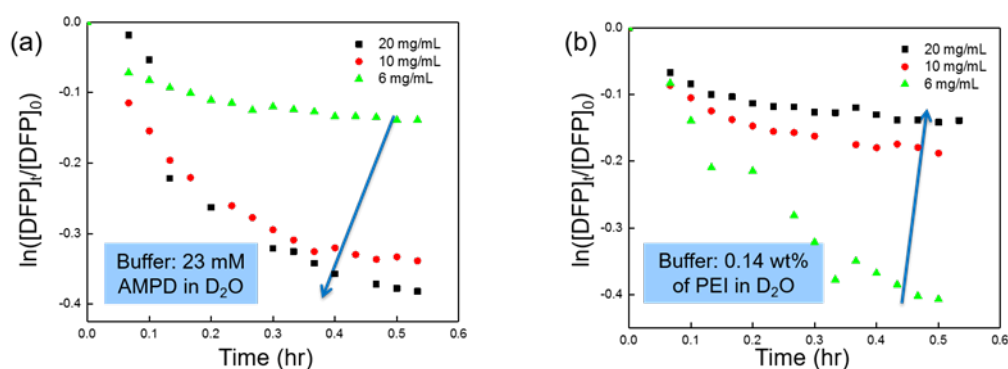 (a)
ln([DFP]t/[DFP]0)
0.0
-0.1
-0.2
-0.3
-0.4
20 mg/mL
10 mg/mL
6 mg/mL
Buffer: 23 mM
AMPD in D2O
0.0 0.1 0.2 0.3 0.4 0.5 0.6
Time (hr)
(b)
ln([DFP]t/[DFP]0)
0.0
-0.1
-0.2
-0.3
-0.4
20 mg/mL
10 mg/mL
6 mg/mL
Buffer: 0.14 wt%
of PEI in D2O
0.0 0.1 0.2 0.3 0.4 0.5 0.6
Time (hr)